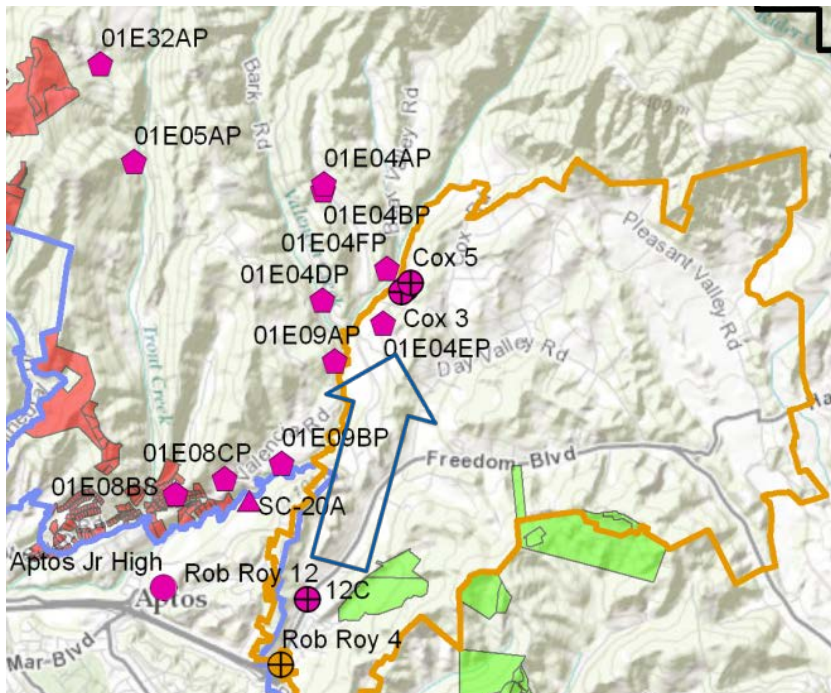 01E32AP
01E05AP
Bark Rd
Valley Rd
01E04AP
01E04BP
Pleasant Valley Rd
01E04FP
Cox 5
01E04DP
Cox 3
01E09AP
01E04EP
Day Valley Rd
Trout Creek
Valencia Rd
01E09BP
01E08CP
Freedom-Blvd
01E08BS
SC-20A
Aptos Jr High
Rob Roy 12
12C
Aptos
Rob Roy 4
Mar-Blvd